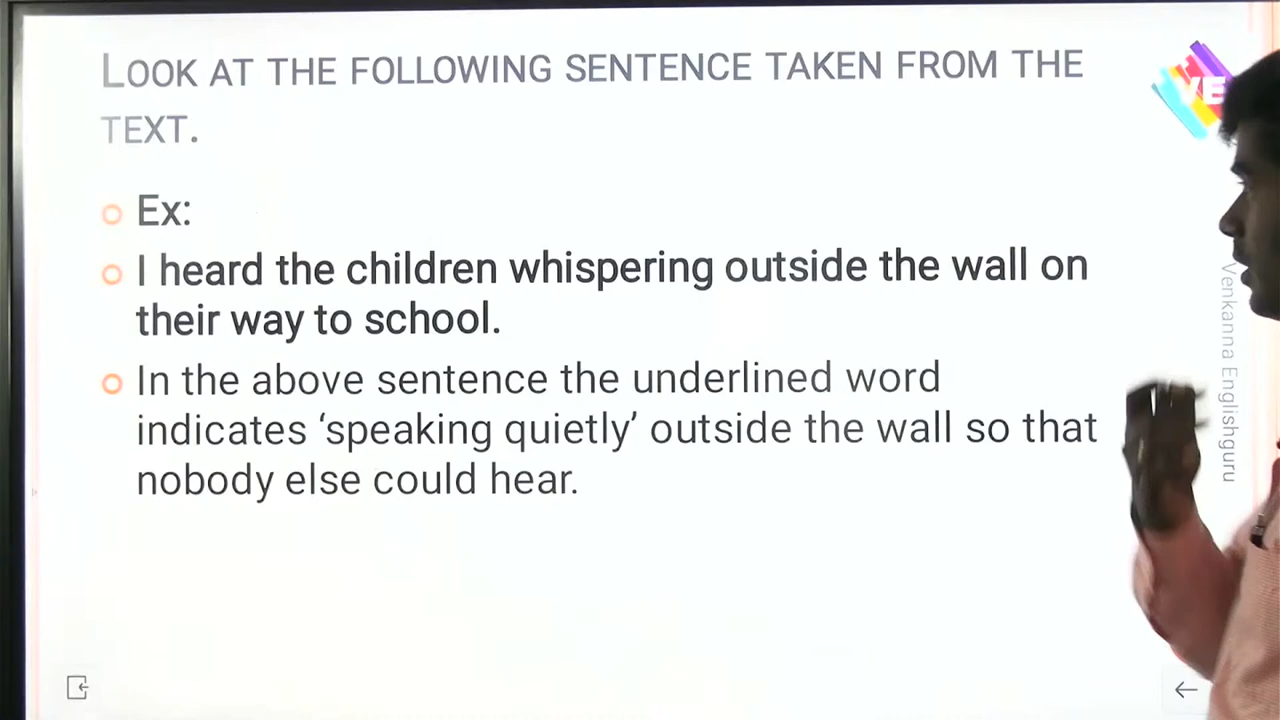 LOOK AT THE FOLLOWING SENTENCE TAKEN FROM THE
TEXT.
Ex:
I heard the children whispering outside the wall on
their way to school.
In the above sentence the underlined word
indicates ‘speaking quietly’ outside the wall so that
nobody else could hear.
VE
Venkanna Englishguru